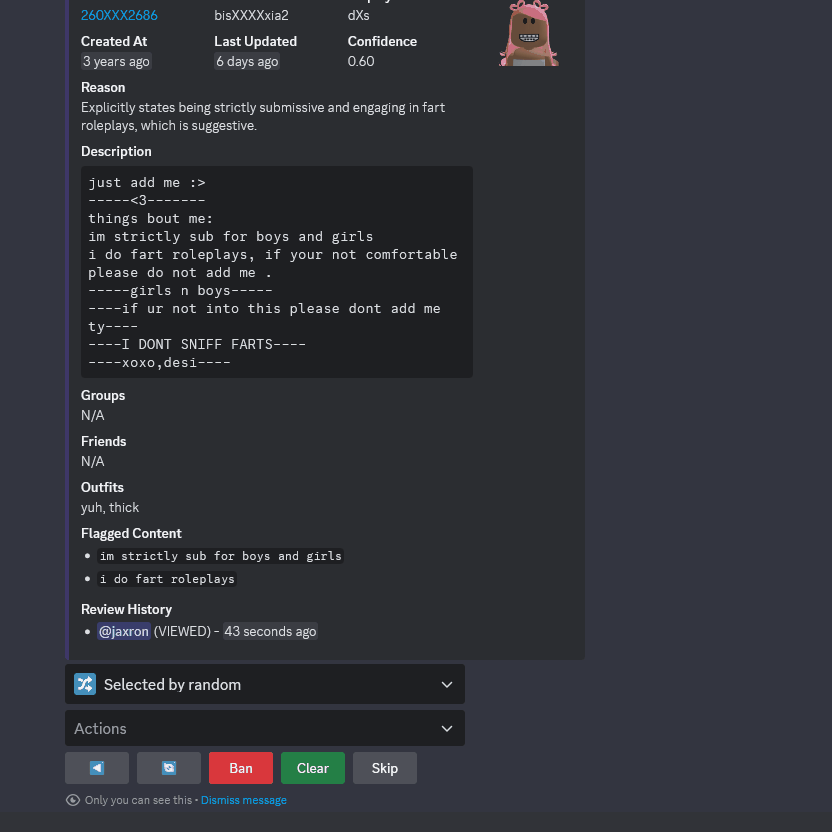 260XXX2686 bisXXXXxia2 dXs
Created At Last Updated Confidence
3 years ago 6 days ago 0.60
Reason
Explicitly states being strictly submissive and engaging in fart
roleplays, which is suggestive.
Description
just add me :>
-----<3-------
things bout me:
im strictly sub for boys and girls
i do fart roleplays, if your not comfortable
please do not add me .
-----girls n boys-----
----if ur not into this please dont add me
ty----
----I DONT SNIFF FARTS----
----xoxo,desi----
Groups
N/A
Friends
N/A
Outfits
yuh, thick
Flagged Content
• im strictly sub for boys and girls
• i do fart roleplays
Review History
• @jaxron (VIEWED) - 43 seconds ago
Selected by random
Actions
Ban Clear Skip
Only you can see this • Dismiss message